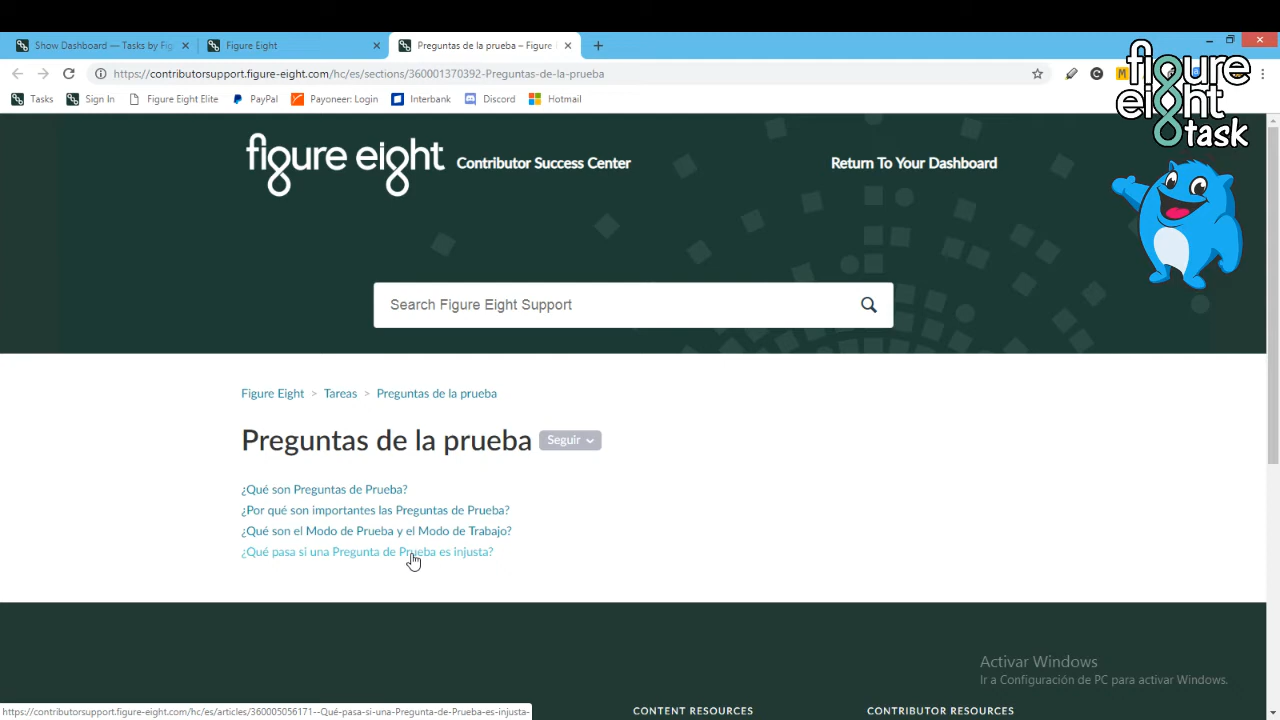 Show Dashboard — Tasks by Fig
Figure Eight
Preguntas de la prueba – Figure
https://contributorsupport.figure-eight.com/hc/es/sections/360001370392-Preguntas-de-la-prueba
Tasks
Sign In
Figure Eight Elite
PayPal
Payoneer: Login
Interbank
Discord
Hotmail
figure
eight
task
figure eight
Contributor Success Center
Return To Your Dashboard
Search Figure Eight Support
Figure Eight > Tareas > Preguntas de la prueba
Preguntas de la prueba
Seguir
¿Qué son Preguntas de Prueba?
¿Por qué son importantes las Preguntas de Prueba?
¿Qué son el Modo de Prueba y el Modo de Trabajo?
¿Qué pasa si una Pregunta de Prueba es injusta?
Activar Windows
Ir a Configuración de PC para activar Windows.
https://contributorsupport.figure-eight.com/hc/es/articles/360005056171--Qué-pasa-si-una-Pregunta-de-Prueba-es-injusta-
CONTENT RESOURCES
CONTRIBUTOR RESOURCES